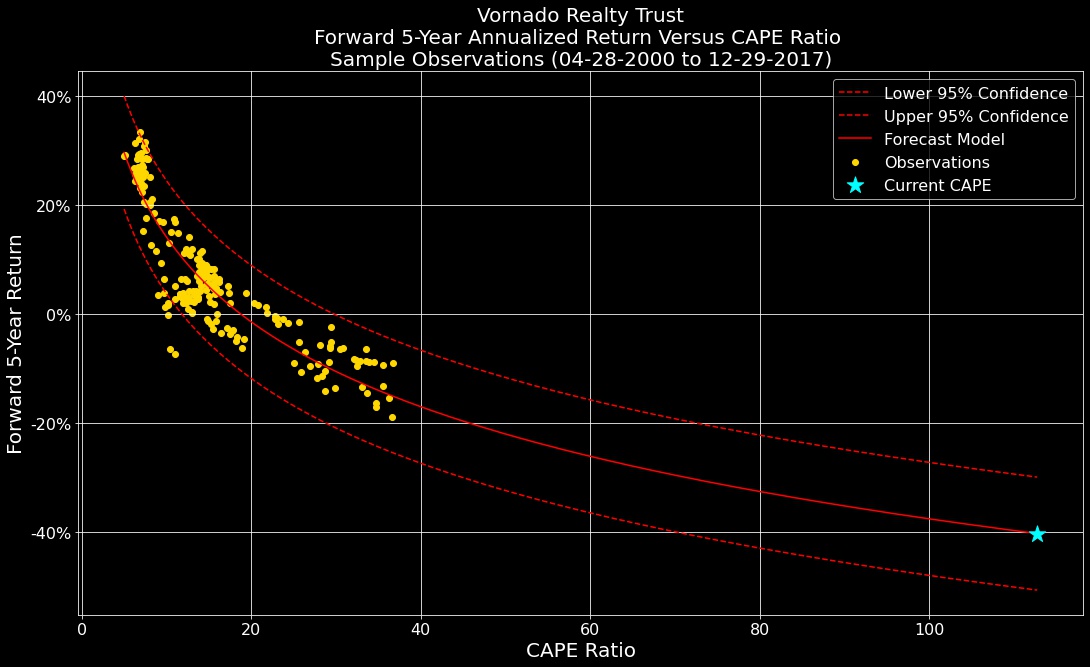 Vornado Realty Trust
Forward 5-Year Annualized Return Versus CAPE Ratio
Sample Observations (04-28-2000 to 12-29-2017)
Lower 95% Confidence
Upper 95% Confidence
Forecast Model
Observations
Current CAPE
Forward 5-Year Return
40%
20%
0%
-20%
-40%
0 20 40 60 80 100
CAPE Ratio